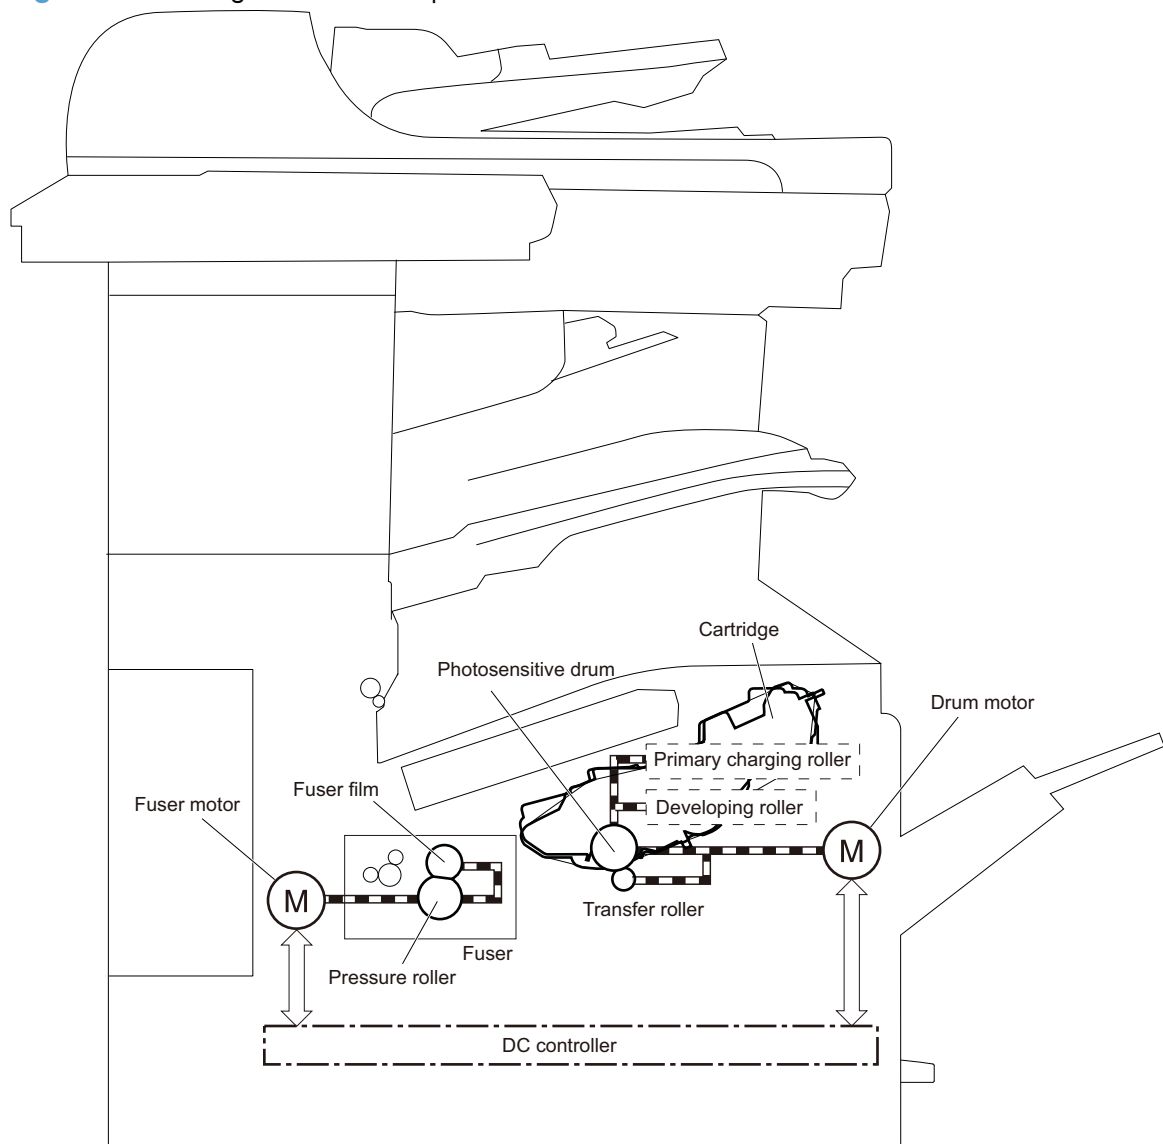 Cartridge
Photosensitive drum
Drum motor
Primary charging roller
Fuser film
Fuser motor
Developing roller
M
M
Transfer roller
Fuser
Pressure roller
DC controller